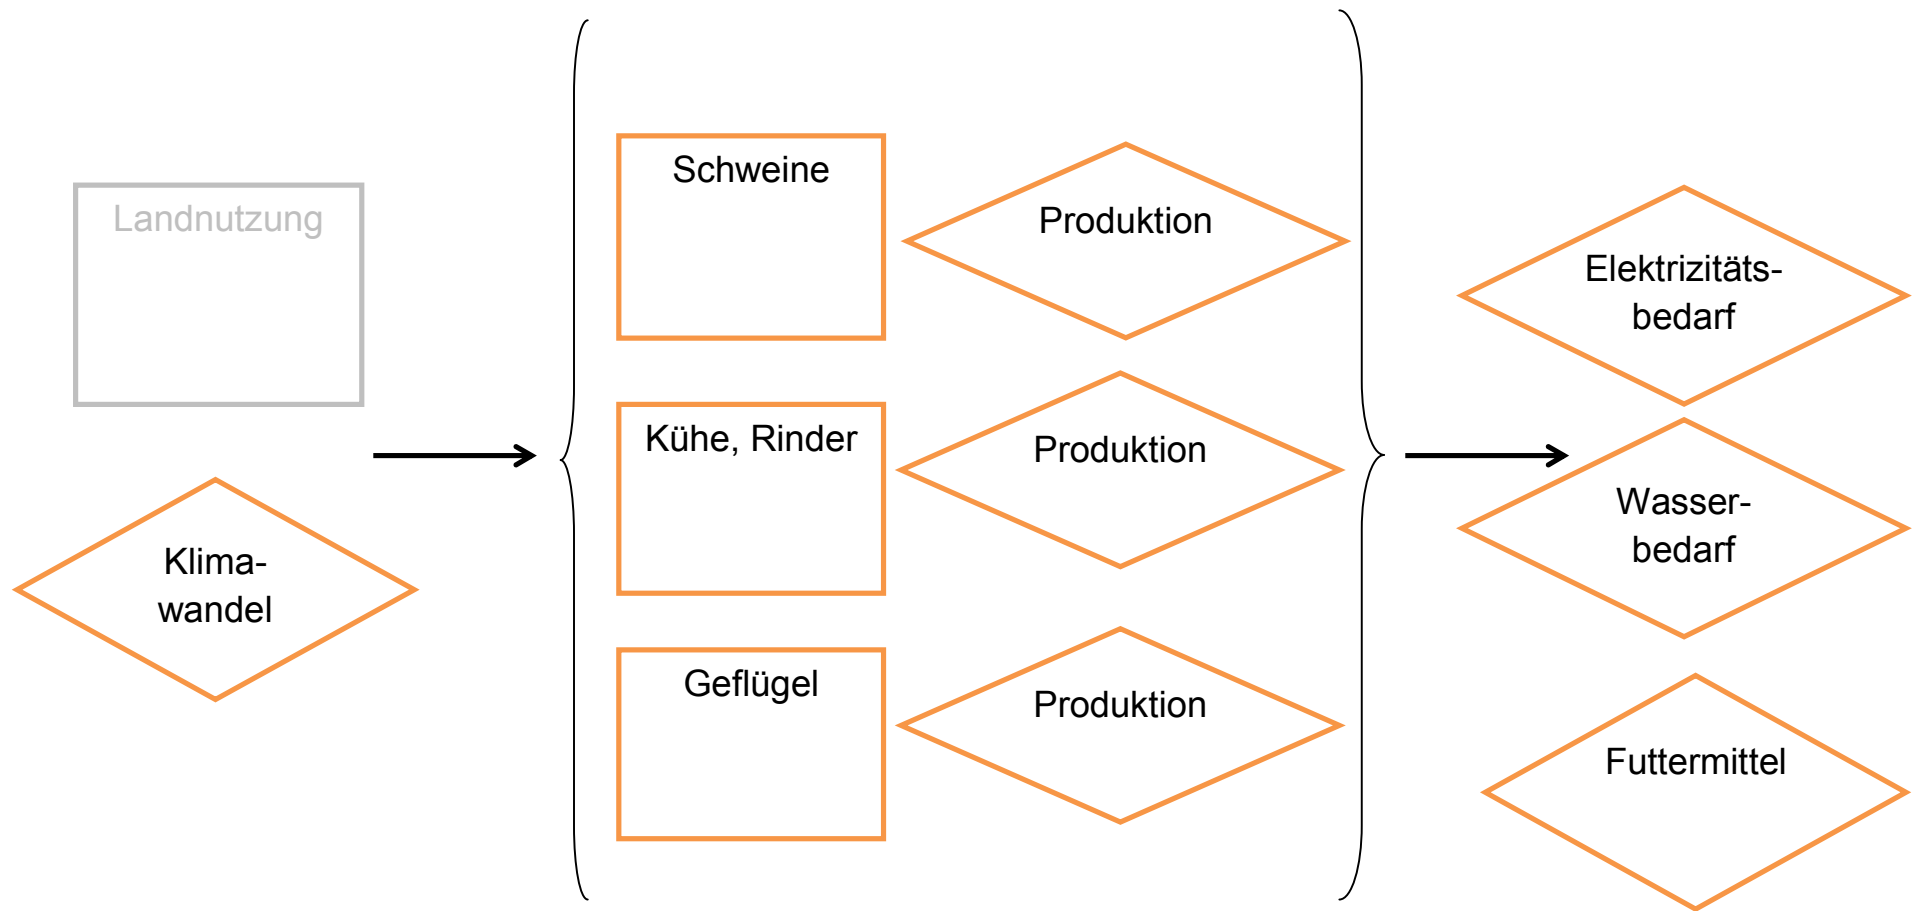 Landnutzung
Klima-
wandel
Schweine
Produktion
Kühe, Rinder
Produktion
Geflügel
Produktion
Elektrizitäts-
bedarf
Wasser-
bedarf
Futtermittel